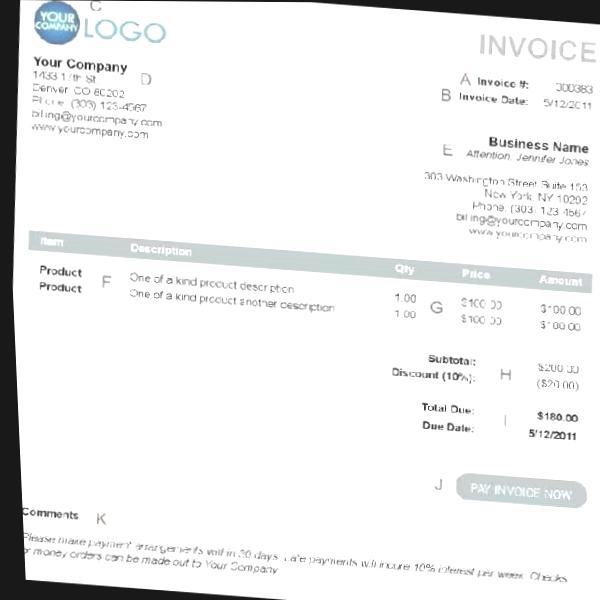 C
YOUR COMPANY LOGO
INVOICE
Your Company
1433 17th St D
Denver, CO 80202
Phone: (303) 123-4567
billing@yourcompany.com
www.yourcompany.com
A Invoice #: 000383
B Invoice Date: 5/12/2011
Business Name
E Attention: Jennifer Jones
303 Washington Street Suite 153
New York, NY 10292
Phone: (303) 123-4567
billing@yourcompany.com
www.yourcompany.com
Item Description Qty Price Amount
Product F One of a kind product description 1.00 G $100.00 $100.00
Product One of a kind product another description 1.00 $100.00 $100.00
Subtotal: H $200.00
Discount (10%): ($20.00)
Total Due: I $180.00
Due Date: 5/12/2011
J PAY INVOICE NOW
Comments K
Please make payment arrangements within 30 days. Late payments will incure 10% interest per week. Checks
or money orders can be made out to Your Company